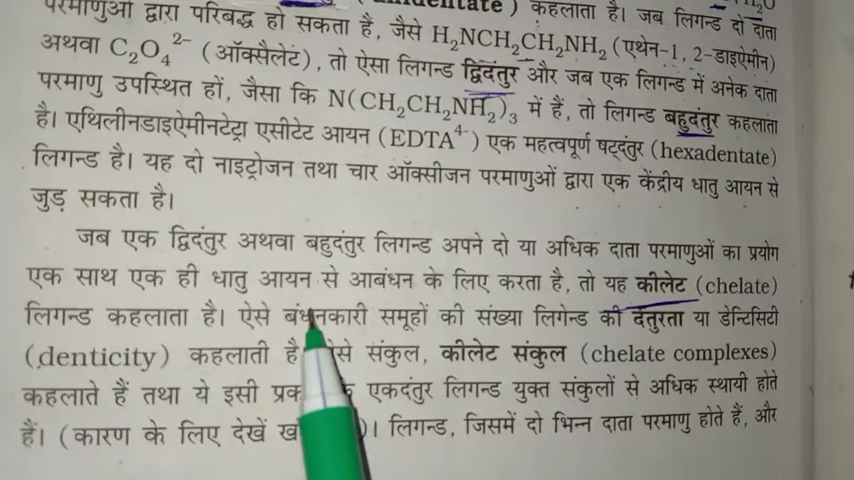 परमाणुओं द्वारा परिबद्ध हो सकता है, जैसे H₂NCH₂CH₂NH₂ (एथेन-1, 2-डाइऐमीन)
कहलाता है। जब लिगन्ड दो दाता
अथवा C₂O₄²⁻ (ऑक्सैलेट), तो ऐसा लिगन्ड द्विदंतुर और जब एक लिगन्ड में अनेक दाता
परमाणु उपस्थित हों, जैसा कि N(CH₂CH₂NH₂)₃ में हैं, तो लिगन्ड बहुदंतुर कहलाता
है। एथिलीनडाइऐमीनटेट्रा एसीटेट आयन (EDTA⁴⁻) एक महत्वपूर्ण षट्दंतुर (hexadentate)
लिगन्ड है। यह दो नाइट्रोजन तथा चार ऑक्सीजन परमाणुओं द्वारा एक केंद्रीय धातु आयन से
जुड़ सकता है।
जब एक द्विदंतुर अथवा बहुदंतुर लिगन्ड अपने दो या अधिक दाता परमाणुओं का प्रयोग
एक साथ एक ही धातु आयन से आबंधन के लिए करता है, तो यह कीलेट (chelate)
लिगन्ड कहलाता है। ऐसे बंधनकारी समूहों की संख्या लिगेन्ड की दंतुरता या डेन्टिसिटी
(denticity) कहलाती है संकुल, कीलेट संकुल (chelate complexes)
कहलाते हैं तथा ये इसी एकदंतुर लिगन्ड युक्त संकुलों से अधिक स्थायी होते
हैं। (कारण के लिए देखें )। लिगन्ड, जिसमें दो भिन्न दाता परमाणु होते हैं, और